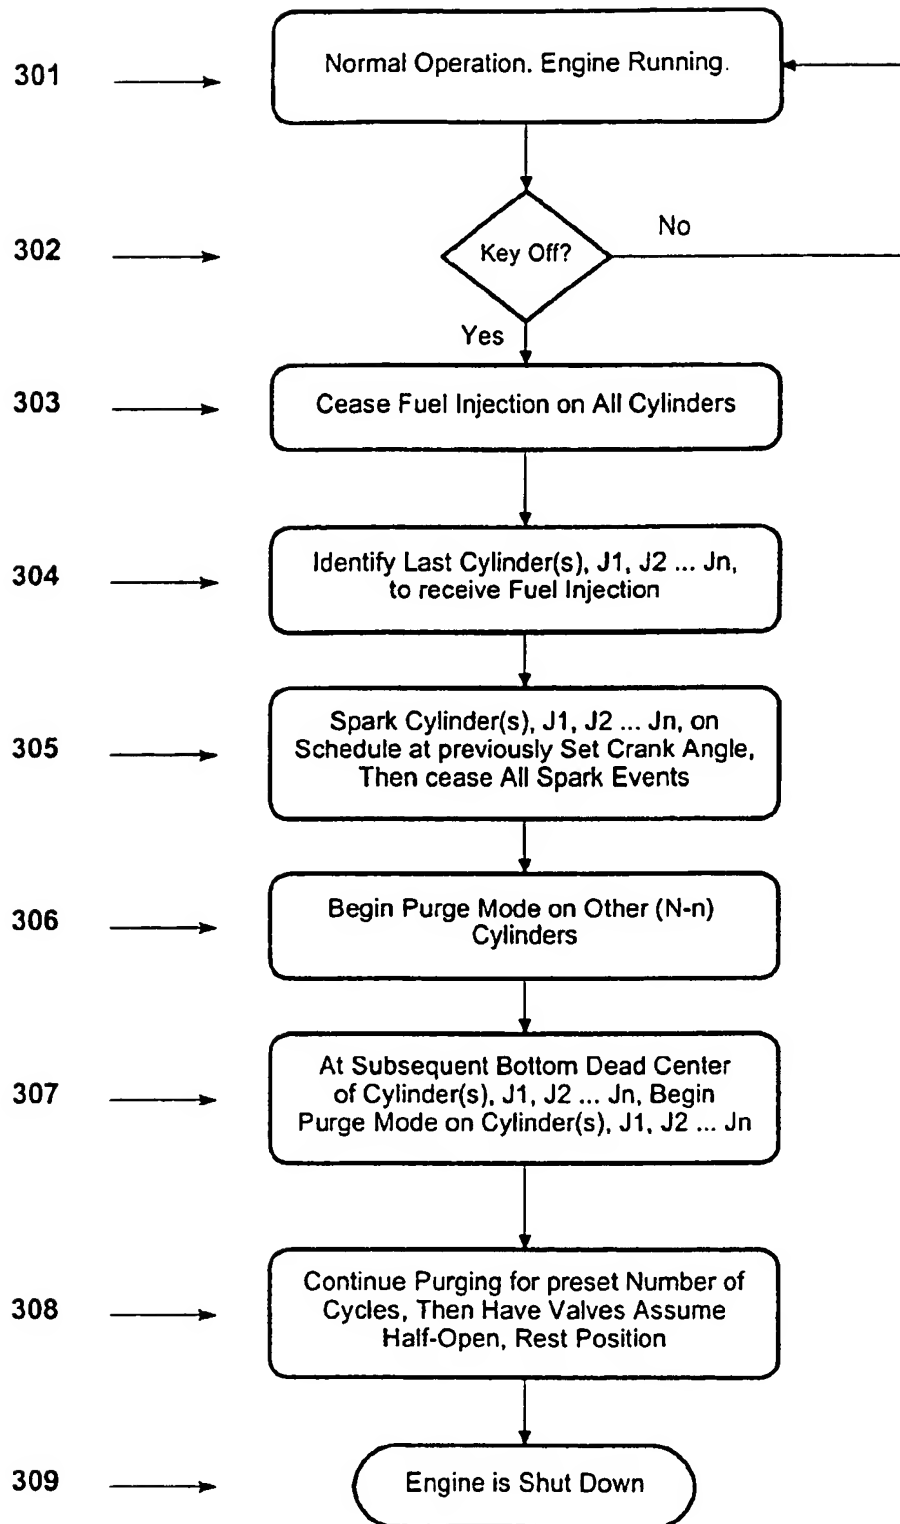 301
Normal Operation. Engine Running.
302
Key Off?
No
Yes
303
Cease Fuel Injection on All Cylinders
304
Identify Last Cylinder(s), J1, J2 ... Jn,
to receive Fuel Injection
305
Spark Cylinder(s), J1, J2 ... Jn, on
Schedule at previously Set Crank Angle,
Then cease All Spark Events
306
Begin Purge Mode on Other (N-n)
Cylinders
307
At Subsequent Bottom Dead Center
of Cylinder(s), J1, J2 ... Jn, Begin
Purge Mode on Cylinder(s), J1, J2 ... Jn
308
Continue Purging for preset Number of
Cycles, Then Have Valves Assume
Half-Open, Rest Position
309
Engine is Shut Down